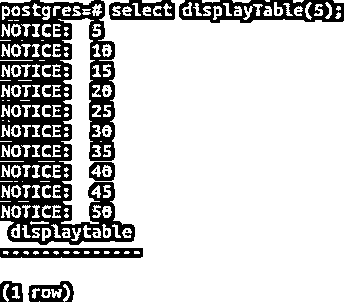 postgres=# select displayTable(5);
NOTICE:  5
NOTICE:  10
NOTICE:  15
NOTICE:  20
NOTICE:  25
NOTICE:  30
NOTICE:  35
NOTICE:  40
NOTICE:  45
NOTICE:  50
 displaytable
--------------
(1 row)